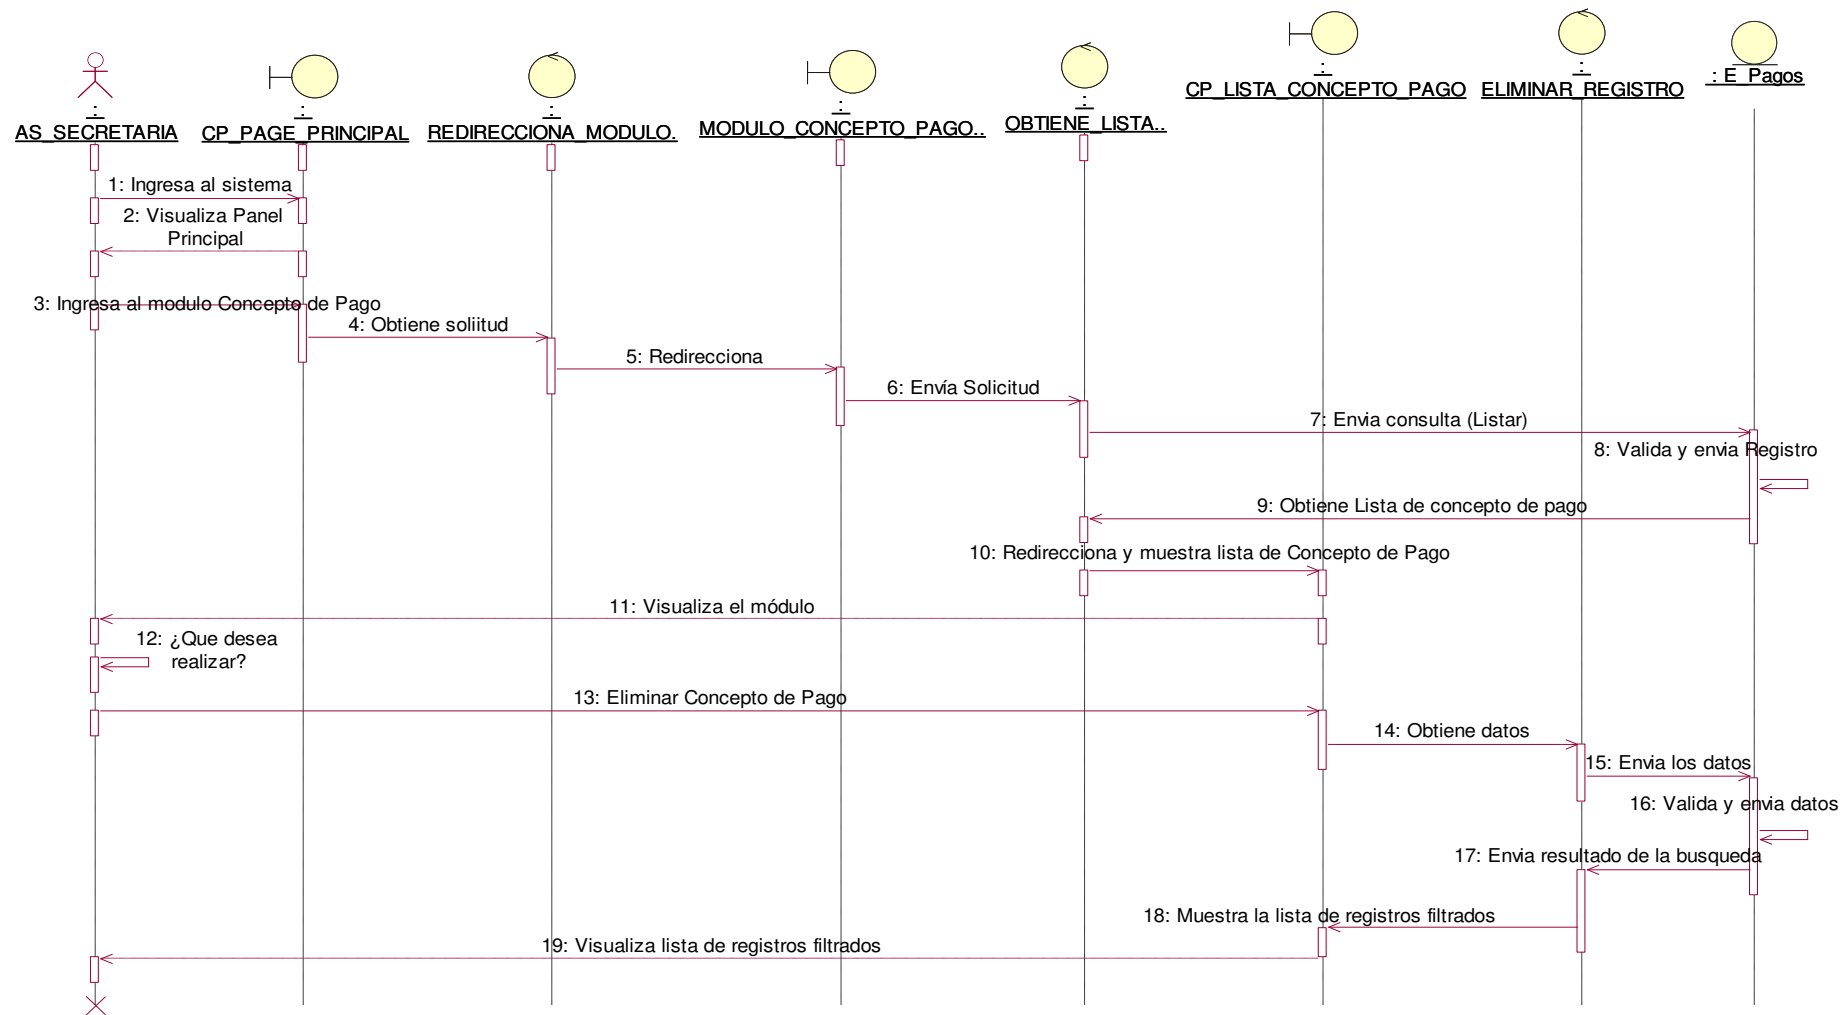 : E_Pagos
:
CP_LISTA_CONCEPTO_PAGO
:
ELIMINAR_REGISTRO
:
AS_SECRETARIA
:
CP_PAGE_PRINCIPAL
:
REDIRECCIONA_MODULO.
:
MODULO_CONCEPTO_PAGO..
:
OBTIENE_LISTA..
1: Ingresa al sistema
2: Visualiza Panel
Principal
3: Ingresa al modulo Concepto de Pago
4: Obtiene soliitud
5: Redirecciona
6: Envía Solicitud
7: Envia consulta (Listar)
8: Valida y envia Registro
9: Obtiene Lista de concepto de pago
10: Redirecciona y muestra lista de Concepto de Pago
11: Visualiza el módulo
12: ¿Que desea
realizar?
13: Eliminar Concepto de Pago
14: Obtiene datos
15: Envia los datos
16: Valida y envia datos
17: Envia resultado de la busqueda
18: Muestra la lista de registros filtrados
19: Visualiza lista de registros filtrados